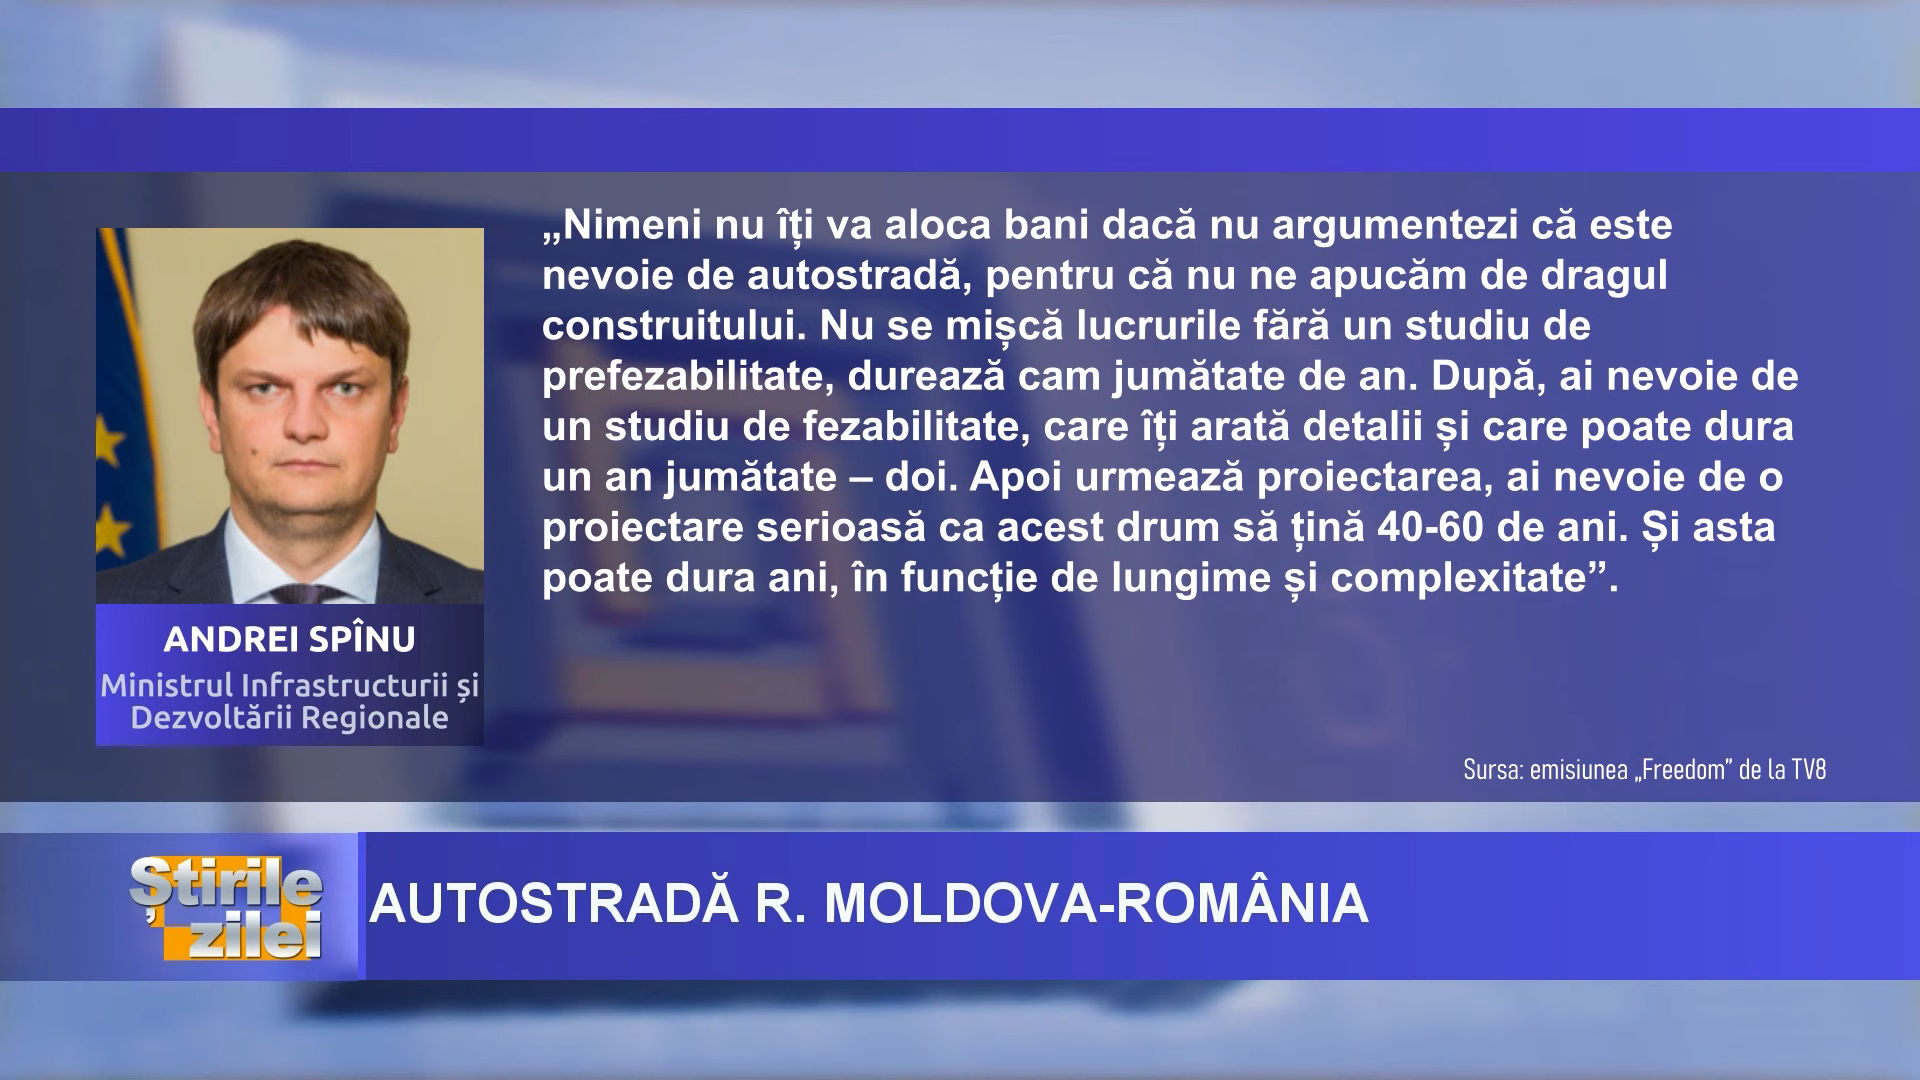 „Nimeni nu îți va aloca bani dacă nu argumentezi că este
nevoie de autostradă, pentru că nu ne apucăm de dragul
construitului. Nu se mișcă lucrurile fără un studiu de
prefezabilitate, durează cam jumătate de an. După, ai nevoie de
un studiu de fezabilitate, care îți arată detalii și care poate dura
un an jumătate – doi. Apoi urmează proiectarea, ai nevoie de o
proiectare serioasă ca acest drum să țină 40-60 de ani. Și asta
poate dura ani, în funcție de lungime și complexitate”.
ANDREI SPÎNU
Ministrul Infrastructurii și
Dezvoltării Regionale
Sursa: emisiunea „Freedom” de la TV8
Știrile
zilei
AUTOSTRADĂ R. MOLDOVA-ROMÂNIA